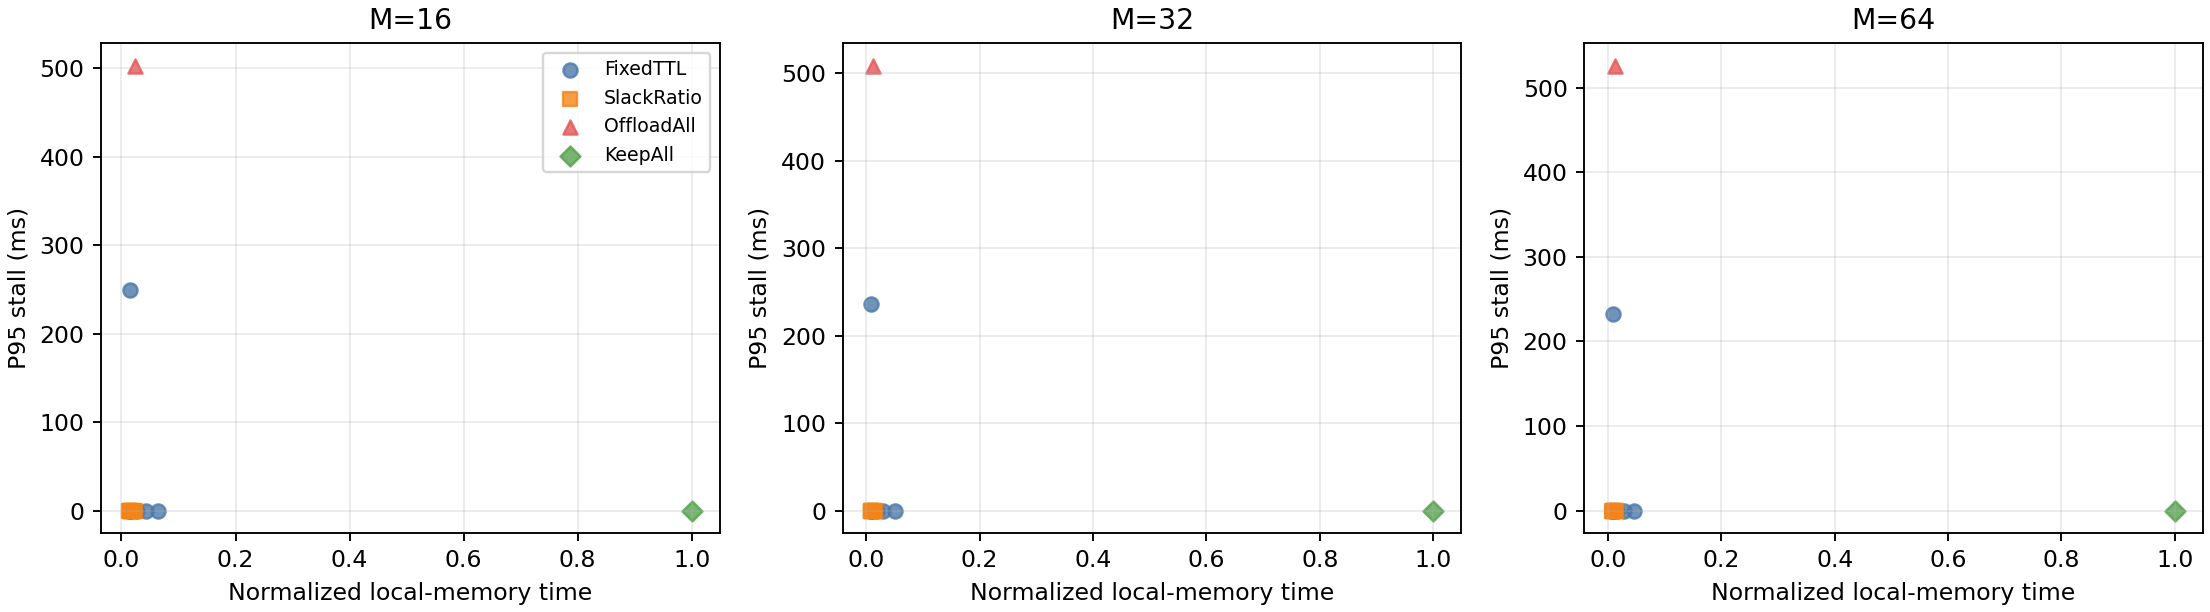 M=16
500
400
300
200
100
0
P95 stall (ms)
FixedTTL
SlackRatio
OffloadAll
KeepAll
0.0 0.2 0.4 0.6 0.8 1.0
Normalized local-memory time
M=32
500
400
300
200
100
0
P95 stall (ms)
0.0 0.2 0.4 0.6 0.8 1.0
Normalized local-memory time
M=64
500
400
300
200
100
0
P95 stall (ms)
0.0 0.2 0.4 0.6 0.8 1.0
Normalized local-memory time